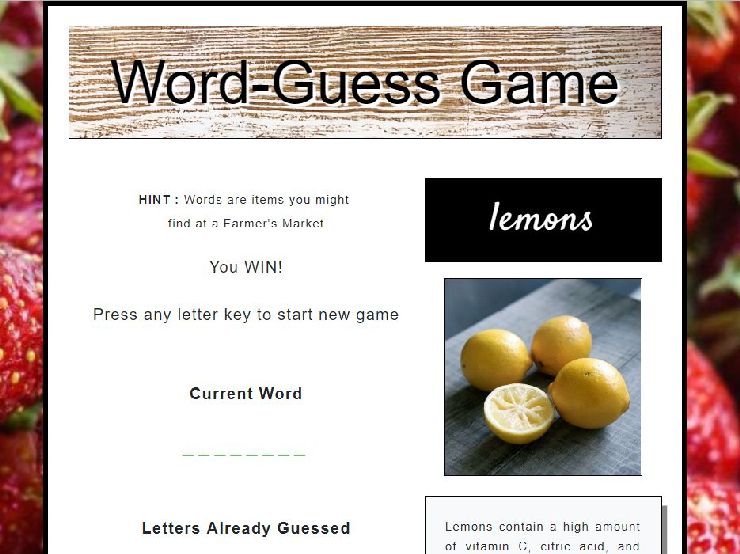 Word-Guess Game
HINT : Words are items you might
find at a Farmer's Market
You WIN!
Press any letter key to start new game
Current Word
_ _ _ _ _ _ _ _
Letters Already Guessed
lemons
Lemons contain a high amount
of vitamin C, citric acid, and